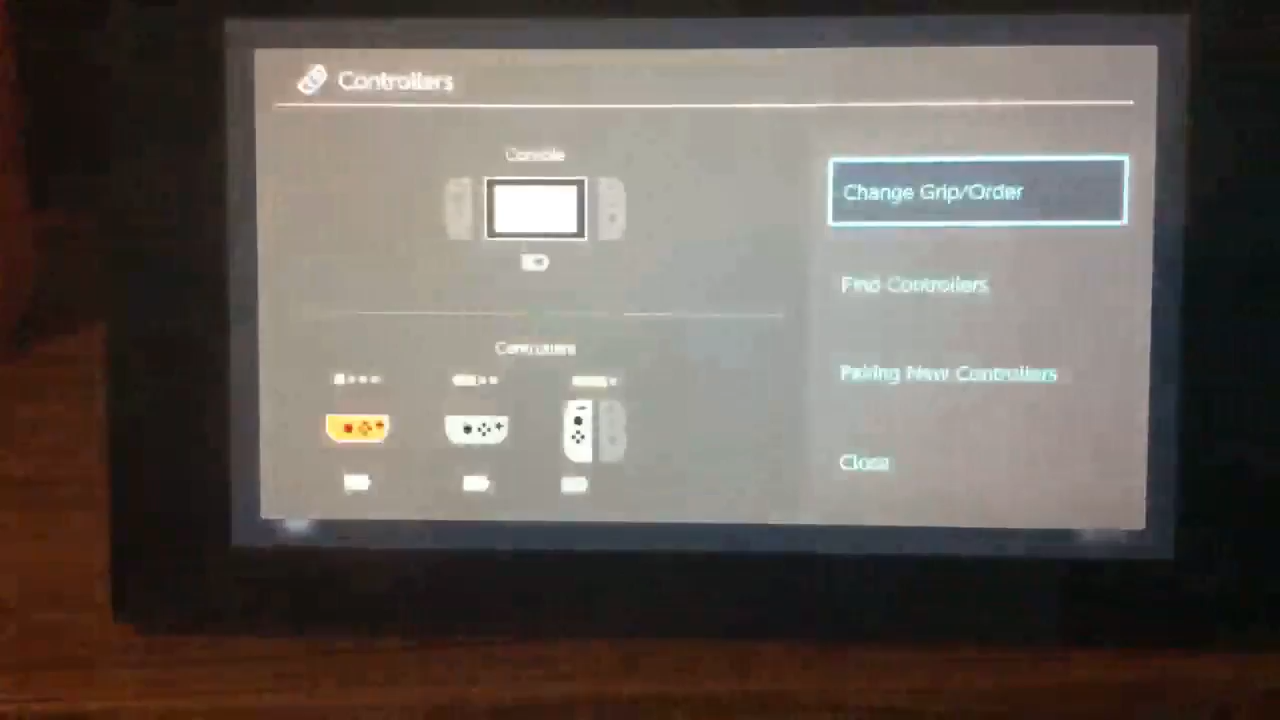 Controllers
Console
Change Grip/Order
Find Controllers
Controllers
Pairing New Controllers
Close